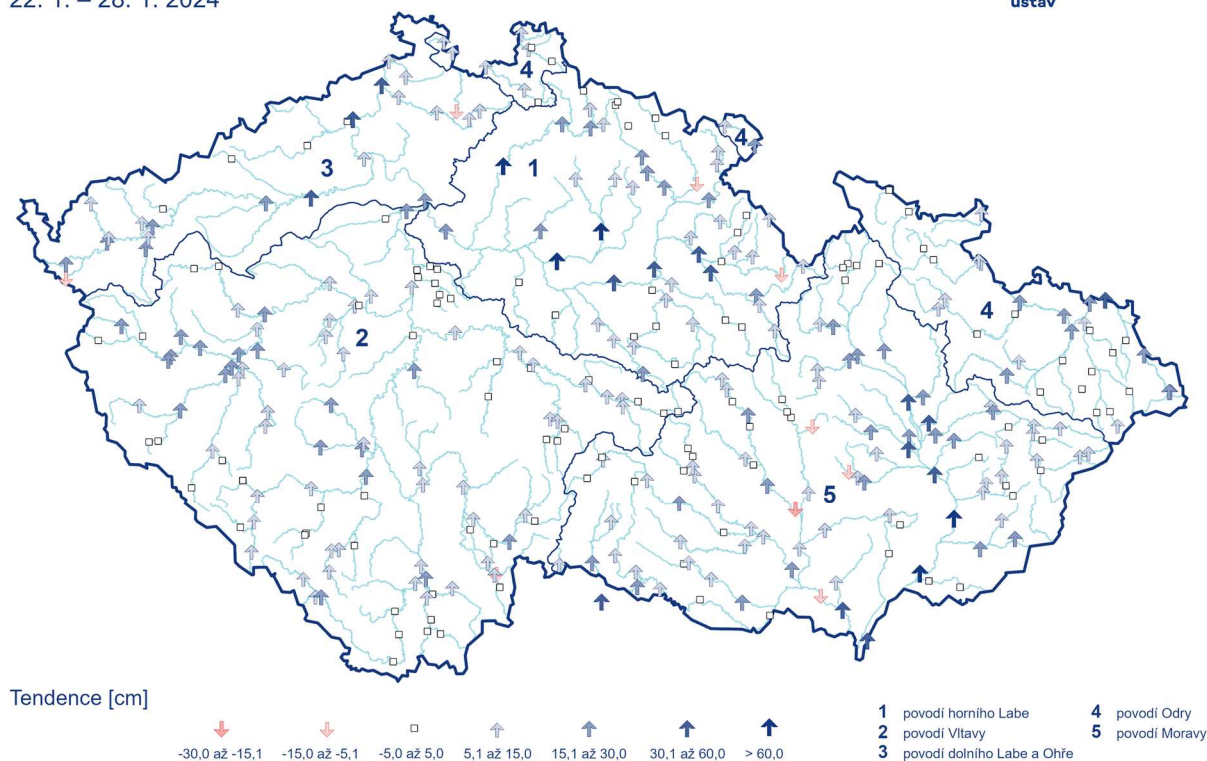 22. 1. – 28. 1. 2024
ústav
4
4
3
1
2
4
5
Tendence [cm]
-30,0 až -15,1
-15,0 až -5,1
-5,0 až 5,0
5,1 až 15,0
15,1 až 30,0
30,1 až 60,0
> 60,0
1 povodí horního Labe
2 povodí Vltavy
3 povodí dolního Labe a Ohře
4 povodí Odry
5 povodí Moravy